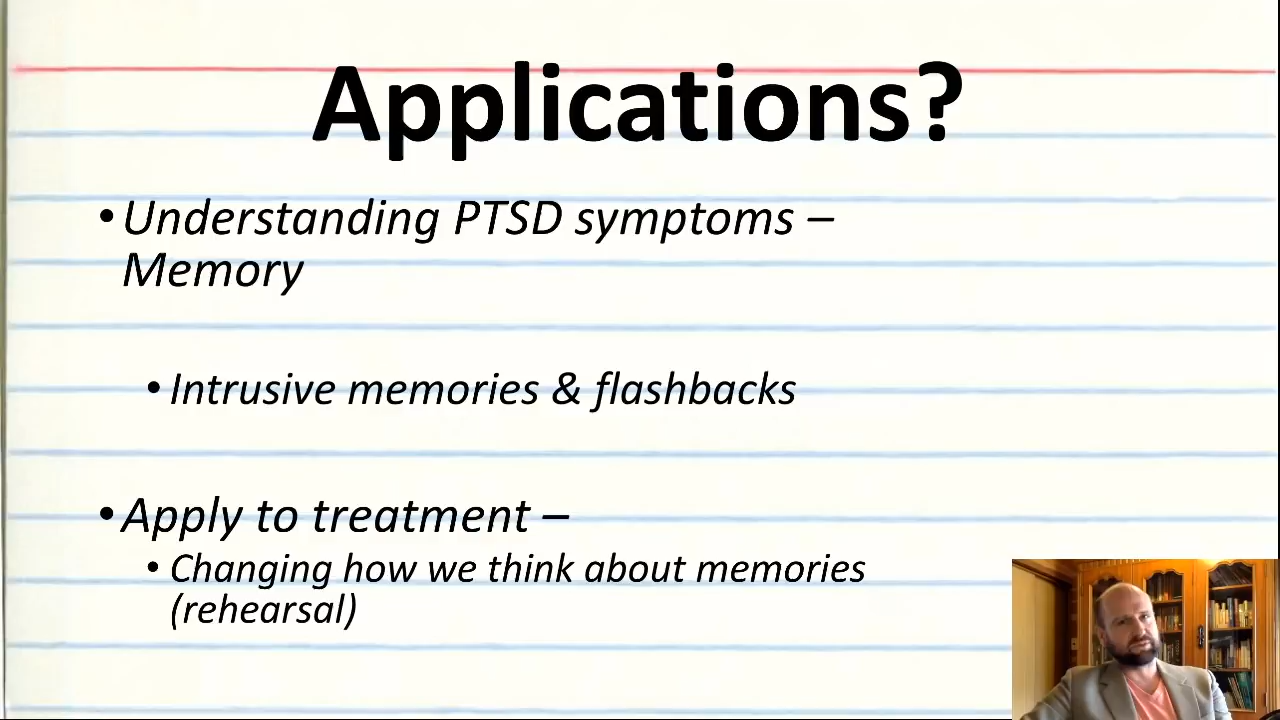 Applications?
•Understanding PTSD symptoms –
Memory
•Intrusive memories & flashbacks
•Apply to treatment –
•Changing how we think about memories
(rehearsal)